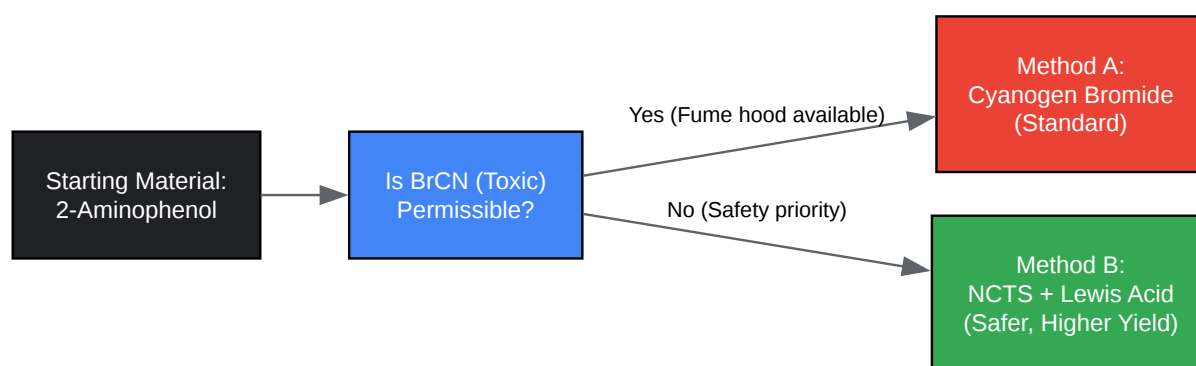 Starting Material:
2-Aminophenol
Is BrCN (Toxic)
Permissible?
Yes (Fume hood available)
No (Safety priority)
Method A:
Cyanogen Bromide
(Standard)
Method B:
NCTS + Lewis Acid
(Safer, Higher Yield)